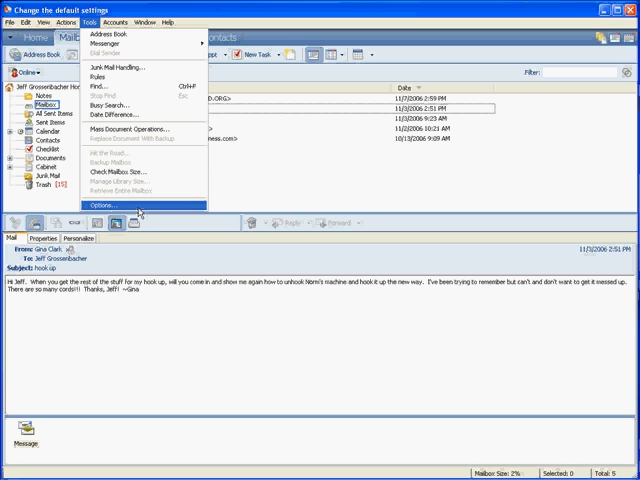 Change the default settings
File Edit View Actions Tools Accounts Window Help
Home Mailb Contacts
Address Book
Messenger
Dial Sender
Junk Mail Handling...
Rules
Find... Ctrl+F
Stop Find Esc
Busy Search...
Date Difference...
Mass Document Operations...
Replace Document With Backup
Hit the Road...
Backup Mailbox
Check Mailbox Size...
Manage Library Size...
Retrieve Entire Mailbox
Options...
Address Book New Task
Online Filter:
Jeff Grossenbacher Hom
Notes
Mailbox
All Sent Items
Sent Items
Calendar
Contacts
Checklist
Documents
Cabinet
Junk Mail
Trash [15]
Date
D.ORG> 11/7/2006 2:59 PM
11/3/2006 2:51 PM
11/3/2006 9:23 AM
> 11/2/2006 10:21 AM
ness.com> 10/13/2006 9:09 AM
Reply Forward
Mail Properties Personalize
From: Gina Clark 11/3/2006 2:51 PM
To: Jeff Grossenbacher
Subject: hook up
Hi Jeff. When you get the rest of the stuff for my hook up, will you come in and show me again how to unhook Normi's machine and hook it up the new way. I've been trying to remember but can't and don't want to get it messed up.
There are so many cords!!! Thanks, Jeff! ~Gina
Message
Mailbox Size: 2% Selected: 0 Total: 5